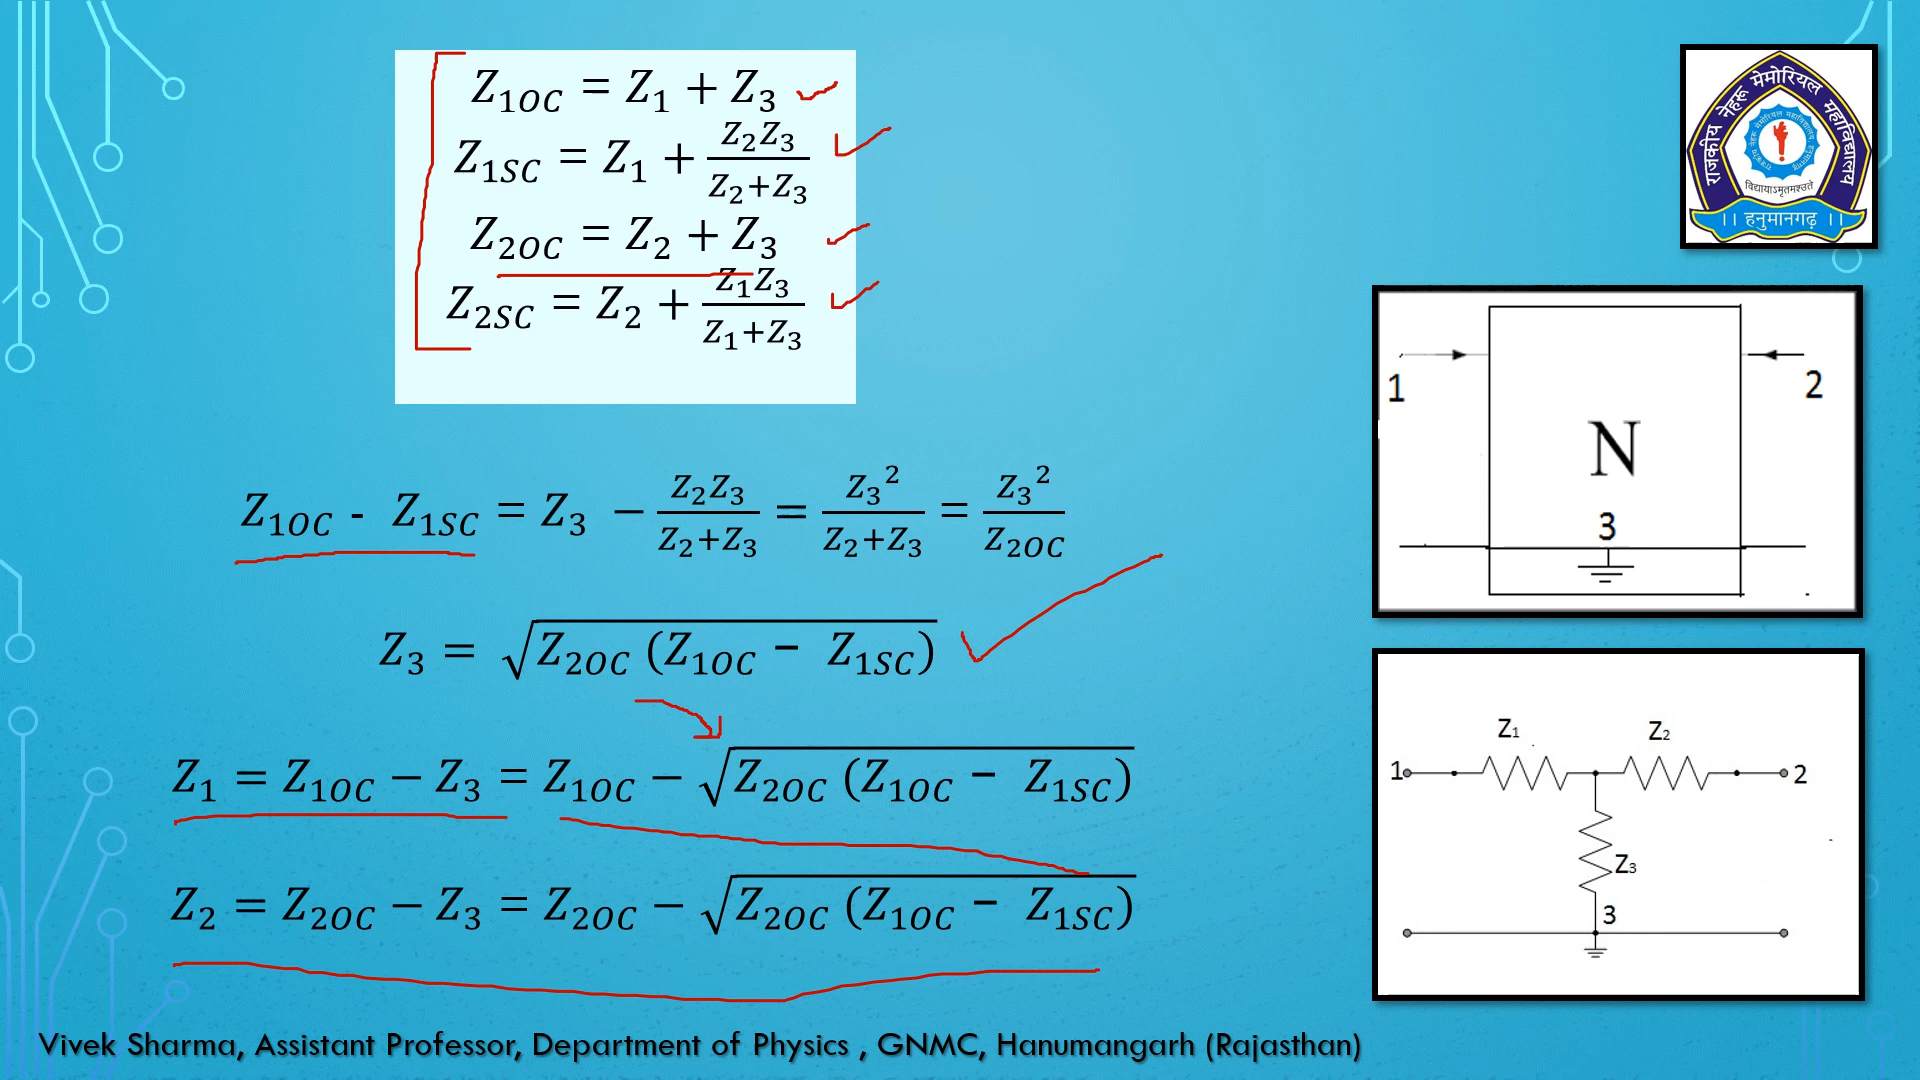 Z1OC = Z1 + Z3
Z1SC = Z1 + Z2Z3/(Z2+Z3)
Z2OC = Z2 + Z3
Z2SC = Z2 + Z1Z3/(Z1+Z3)
Z1OC - Z1SC = Z3 − Z2Z3/(Z2+Z3) = Z3²/(Z2+Z3) = Z3²/Z2OC
Z3 = √(Z2OC (Z1OC − Z1SC))
Z1 = Z1OC − Z3 = Z1OC − √(Z2OC (Z1OC − Z1SC))
Z2 = Z2OC − Z3 = Z2OC − √(Z2OC (Z1OC − Z1SC))
Vivek Sharma, Assistant Professor, Department of Physics , GNMC, Hanumangarh (Rajasthan)
राजकीय नेहरू मेमोरियल महाविद्यालय
विद्यायाऽमृतमश्नुते
।। हनुमानगढ़ ।।
1
2
N
3
Z1
Z2
1
2
Z3
3